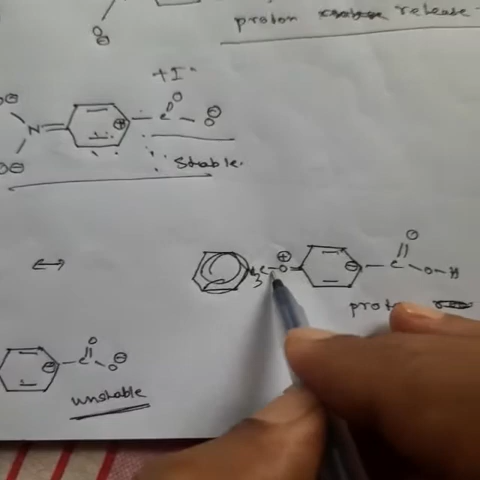 proton release
+I
N
C
O
O
Stable.
O
C
O
C
O-H
proton
C
O
O
unstable